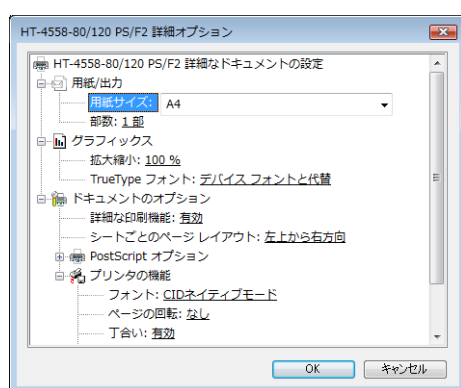 HT-4558-80/120 PS/F2 詳細オプション
HT-4558-80/120 PS/F2 詳細なドキュメントの設定
用紙/出力
用紙サイズ: A4
部数: 1 部
グラフィックス
拡大縮小: 100 %
TrueType フォント: デバイス フォントと代替
ドキュメントのオプション
詳細な印刷機能: 有効
シートごとのページ レイアウト: 左上から右方向
PostScript オプション
プリンタの機能
フォント: CIDネイティブモード
ページの回転: なし
丁合い: 有効
OK キャンセル